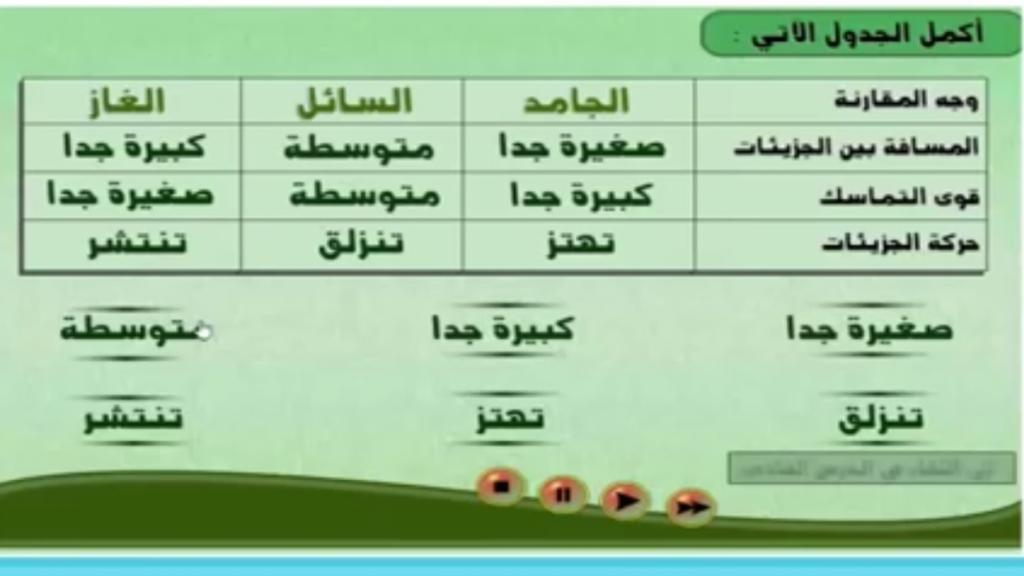 أكمل الجدول الآتي :
وجه المقارنة الجامد السائل الغاز
المسافة بين الجزيئات صغيرة جدا متوسطة كبيرة جدا
قوى التماسك كبيرة جدا متوسطة صغيرة جدا
حركة الجزيئات تهتز تنزلق تنتشر
صغيرة جدا كبيرة جدا متوسطة
تنزلق تهتز تنتشر